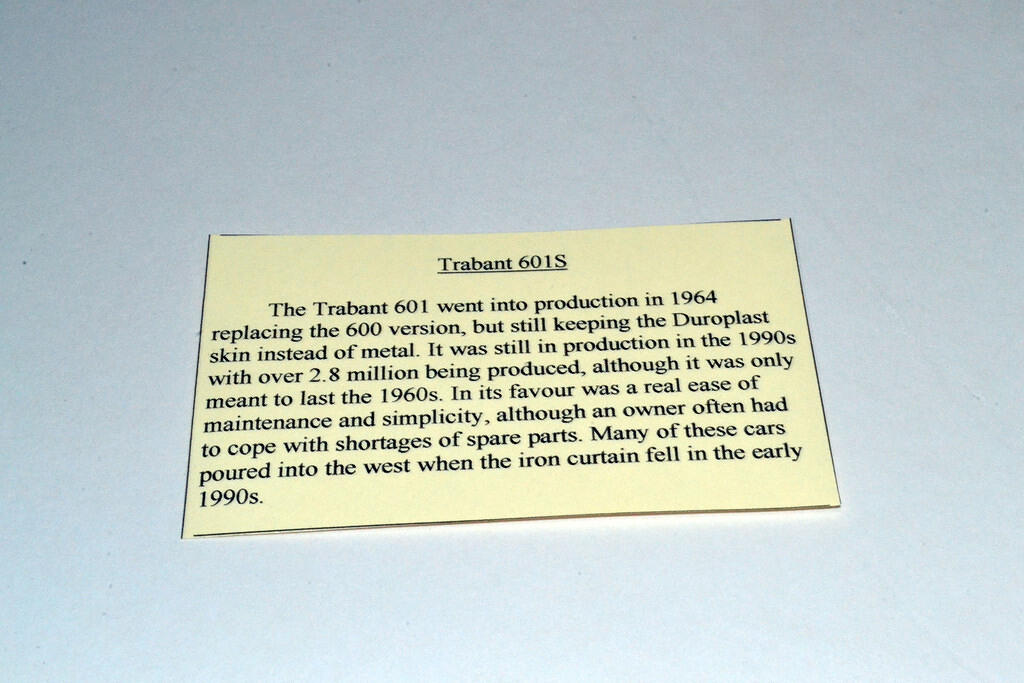 Trabant 601S
The Trabant 601 went into production in 1964
replacing the 600 version, but still keeping the Duroplast
skin instead of metal. It was still in production in the 1990s
with over 2.8 million being produced, although it was only
meant to last the 1960s. In its favour was a real ease of
maintenance and simplicity, although an owner often had
to cope with shortages of spare parts. Many of these cars
poured into the west when the iron curtain fell in the early
1990s.